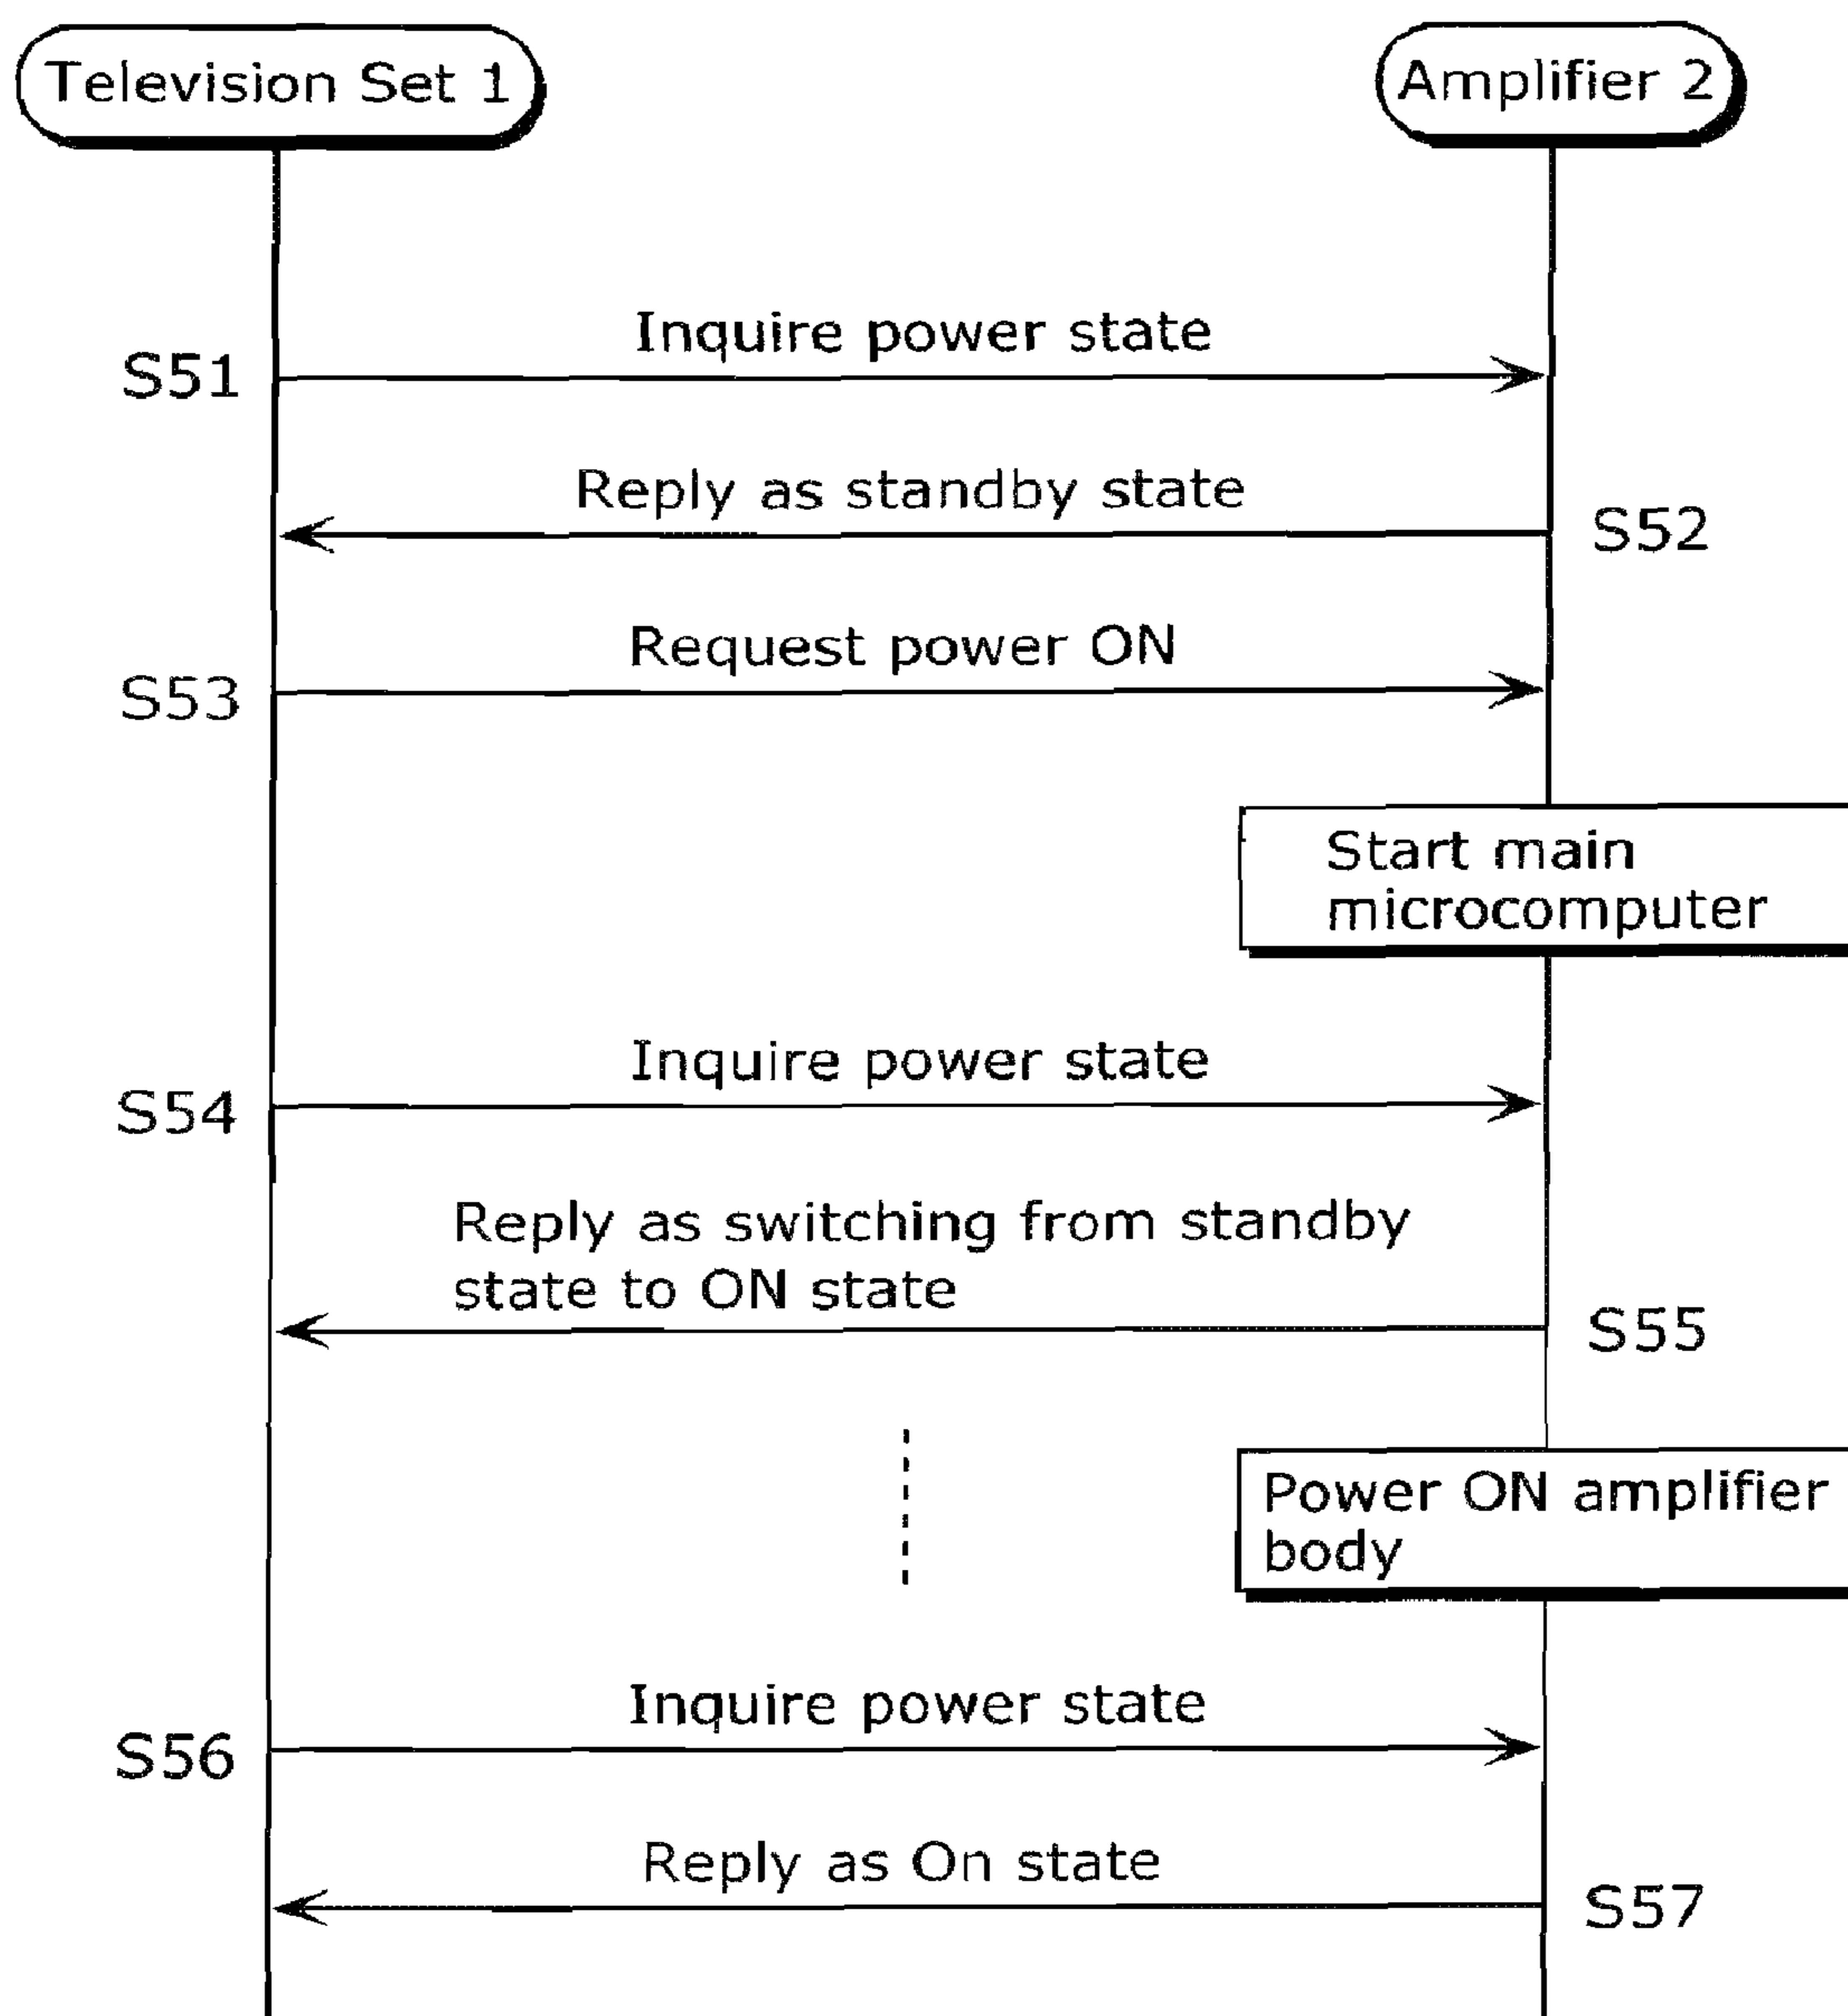 Television Set 1
Amplifier 2
Inquire power state
S51
Reply as standby state
S52
Request power ON
S53
Start main
microcomputer
Inquire power state
S54
Reply as switching from standby
state to ON state
S55
Power ON amplifier
body
Inquire power state
S56
Reply as On state
S57